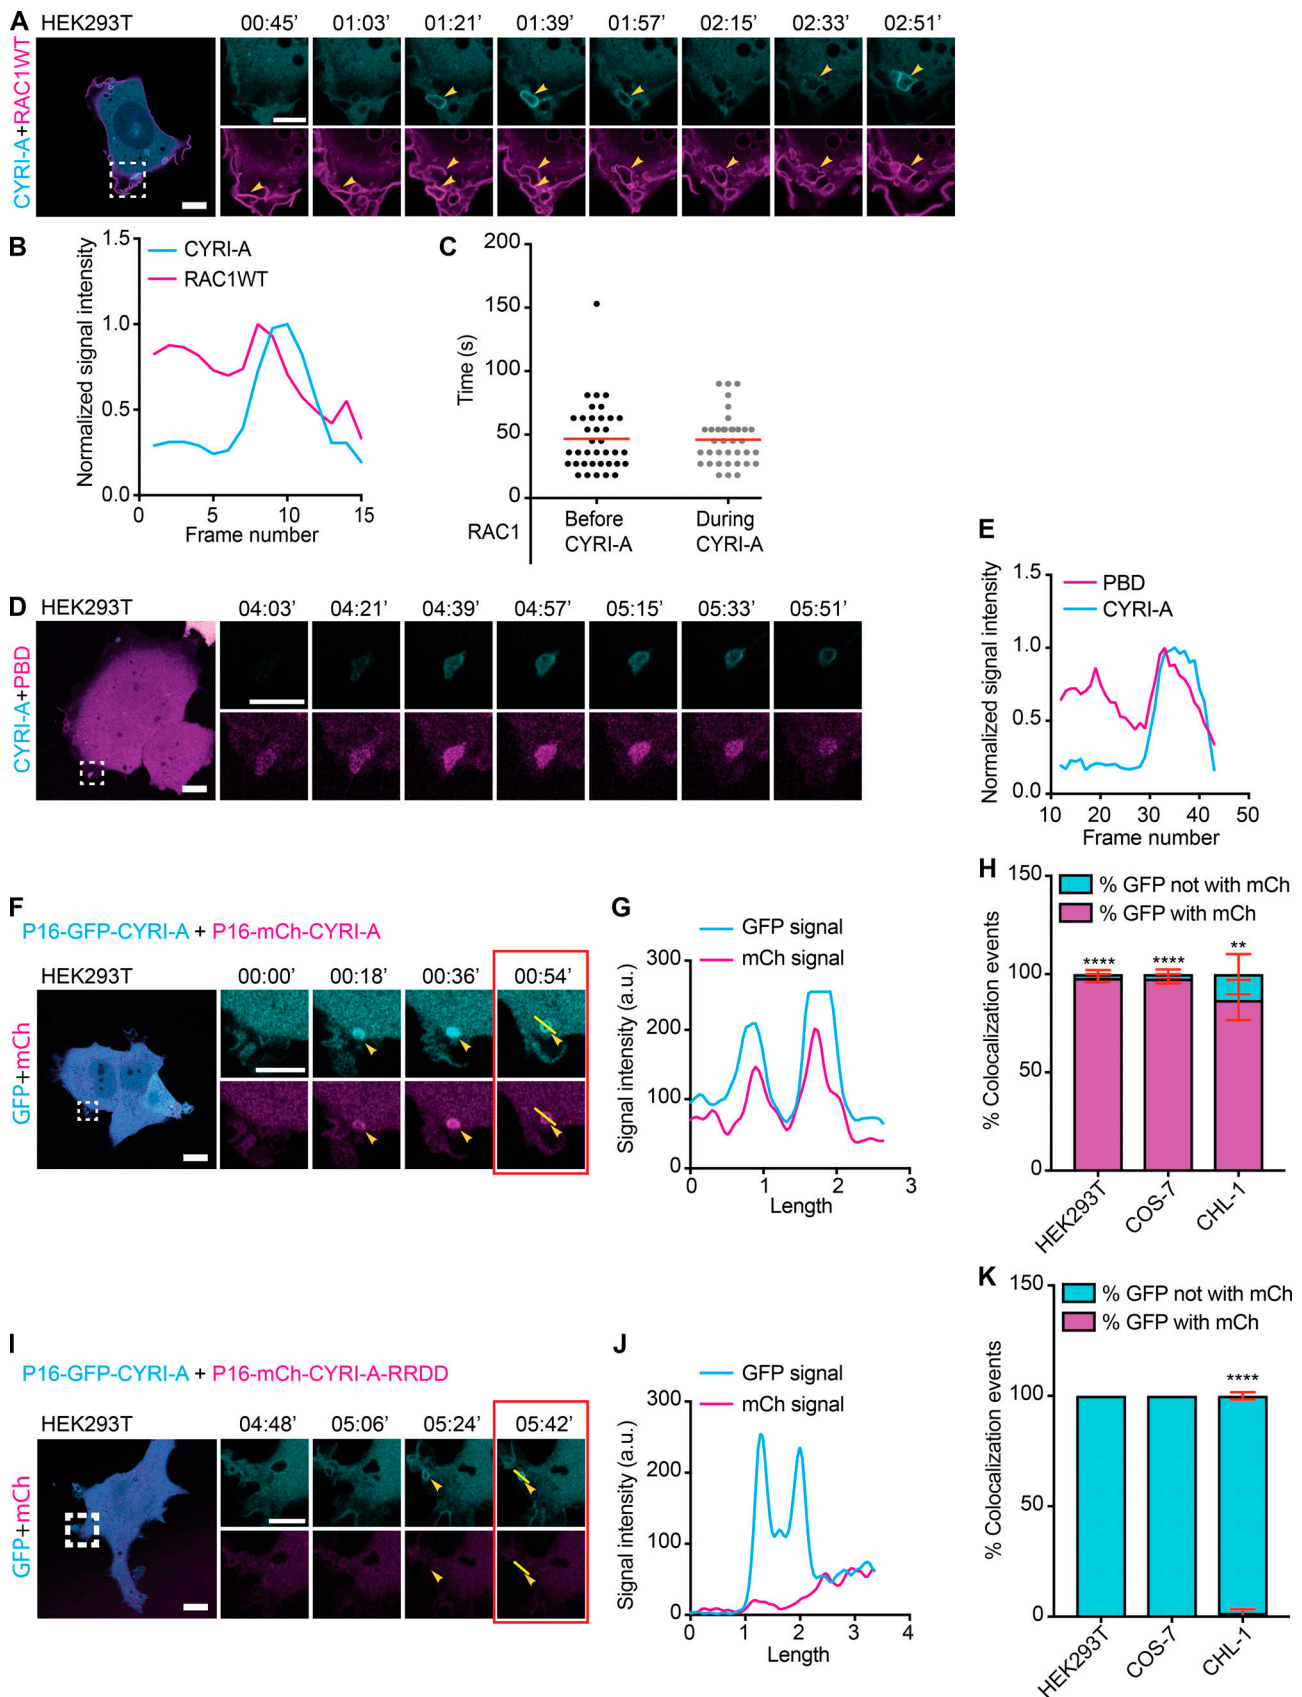 A
HEK293T
00:45’ 01:03’ 01:21’ 01:39’ 01:57’ 02:15’ 02:33’ 02:51’
CYRI-A+RAC1WT
B
CYRI-A
RAC1WT
Normalized signal intensity
1.5
1.0
0.5
0.0
0 5 10 15
Frame number
C
Time (s)
200
150
100
50
0
RAC1
Before CYRI-A
During CYRI-A
D
HEK293T
04:03’ 04:21’ 04:39’ 04:57’ 05:15’ 05:33’ 05:51’
CYRI-A+PBD
E
PBD
CYRI-A
Normalized signal intensity
1.5
1.0
0.5
0.0
10 20 30 40 50
Frame number
F
P16-GFP-CYRI-A + P16-mCh-CYRI-A
HEK293T
00:00’ 00:18’ 00:36’ 00:54’
GFP+mCh
G
GFP signal
mCh signal
Signal intensity (a.u.)
300
200
100
0
0 1 2 3
Length
H
% GFP not with mCh
% GFP with mCh
% Colocalization events
150
100
50
0
**** **** **
HEK293T COS-7 CHL-1
I
P16-GFP-CYRI-A + P16-mCh-CYRI-A-RRDD
HEK293T
04:48’ 05:06’ 05:24’ 05:42’
GFP+mCh
J
GFP signal
mCh signal
Signal intensity (a.u.)
300
200
100
0
0 1 2 3 4
Length
K
% GFP not with mCh
% GFP with mCh
% Colocalization events
150
100
50
0
****
HEK293T COS-7 CHL-1